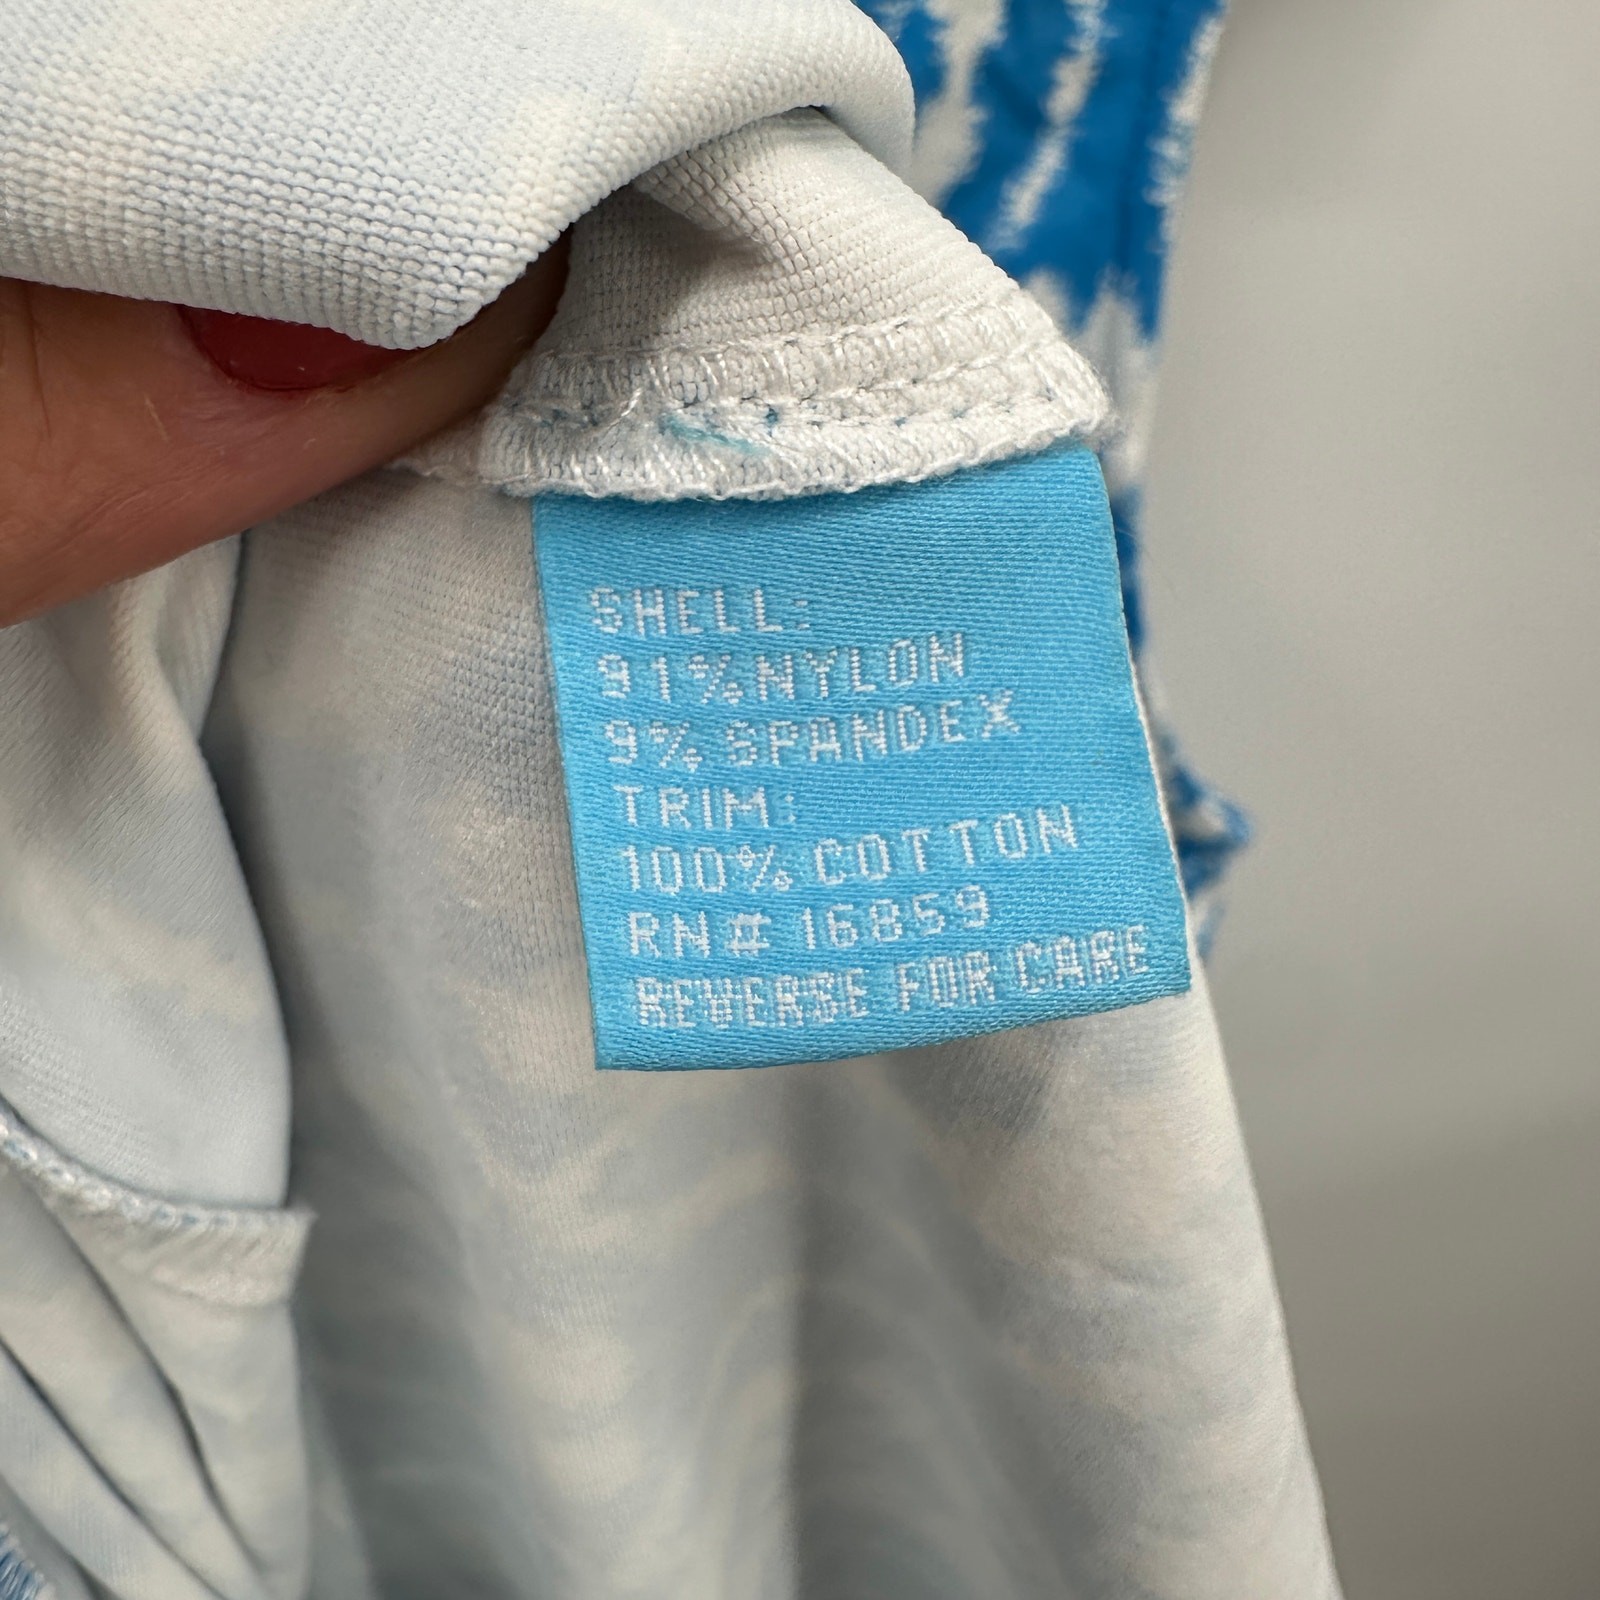 SHELL:
91%NYLON
9% SPANDEX
TRIM:
100% COTTON
RN# 16859
REVERSE FOR CARE